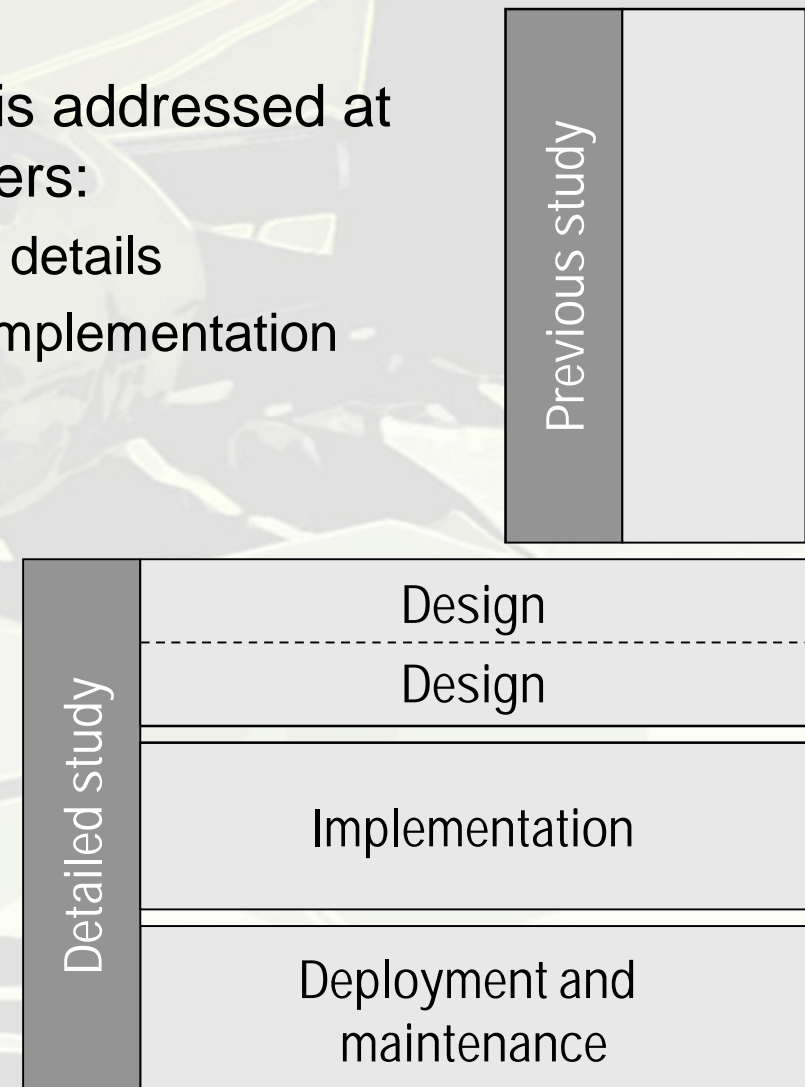 is addressed at
ers:
details
mplementation
Previous study
Detailed study
Design
Design
Implementation
Deployment and
maintenance